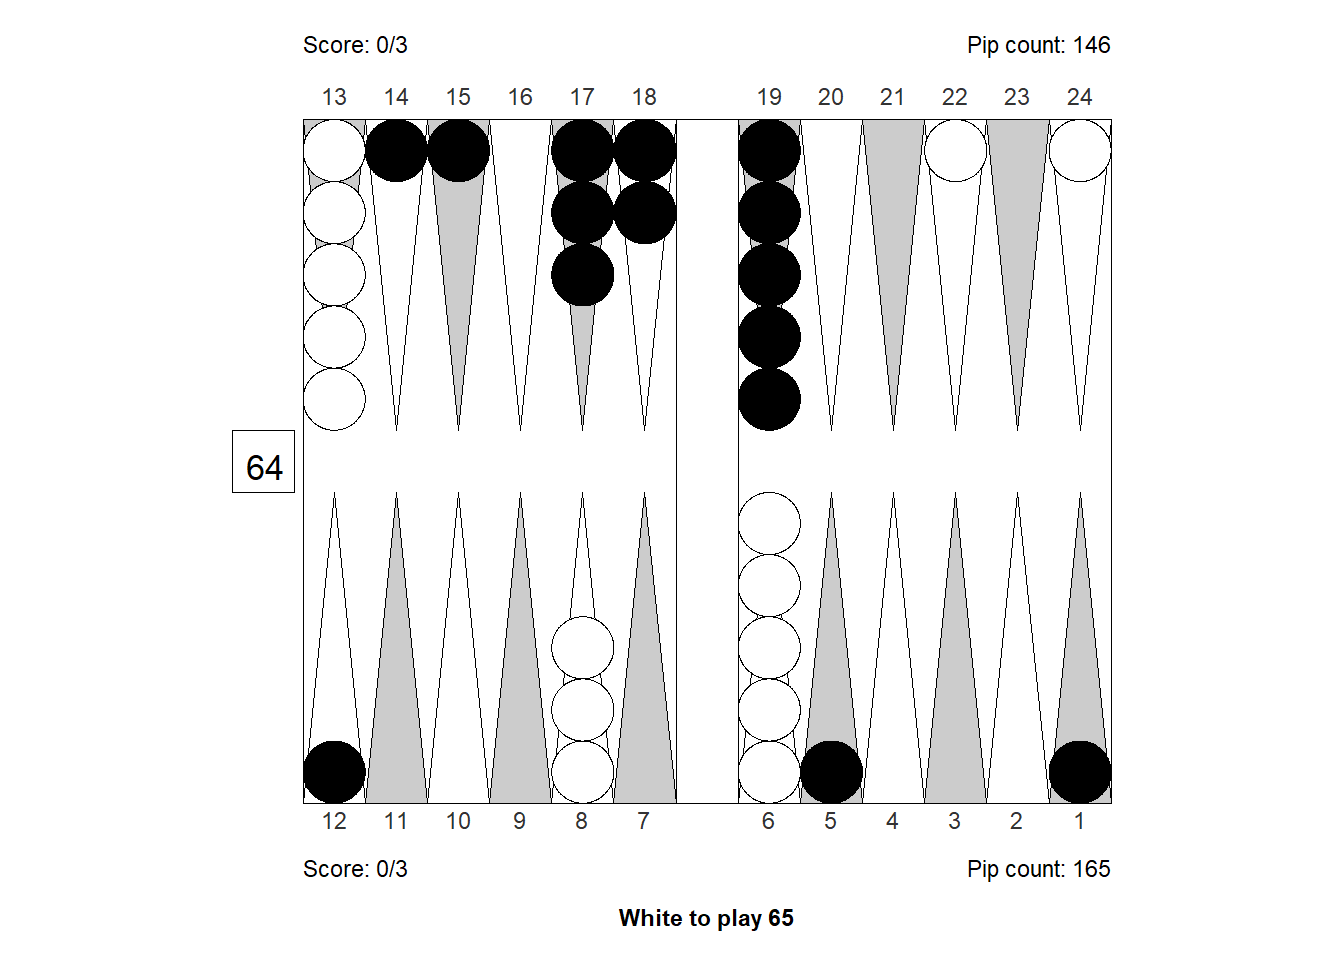 Score: 0/3 Pip count: 146
13 14 15 16 17 18 19 20 21 22 23 24
64
12 11 10 9 8 7 6 5 4 3 2 1
Score: 0/3 Pip count: 165
White to play 65